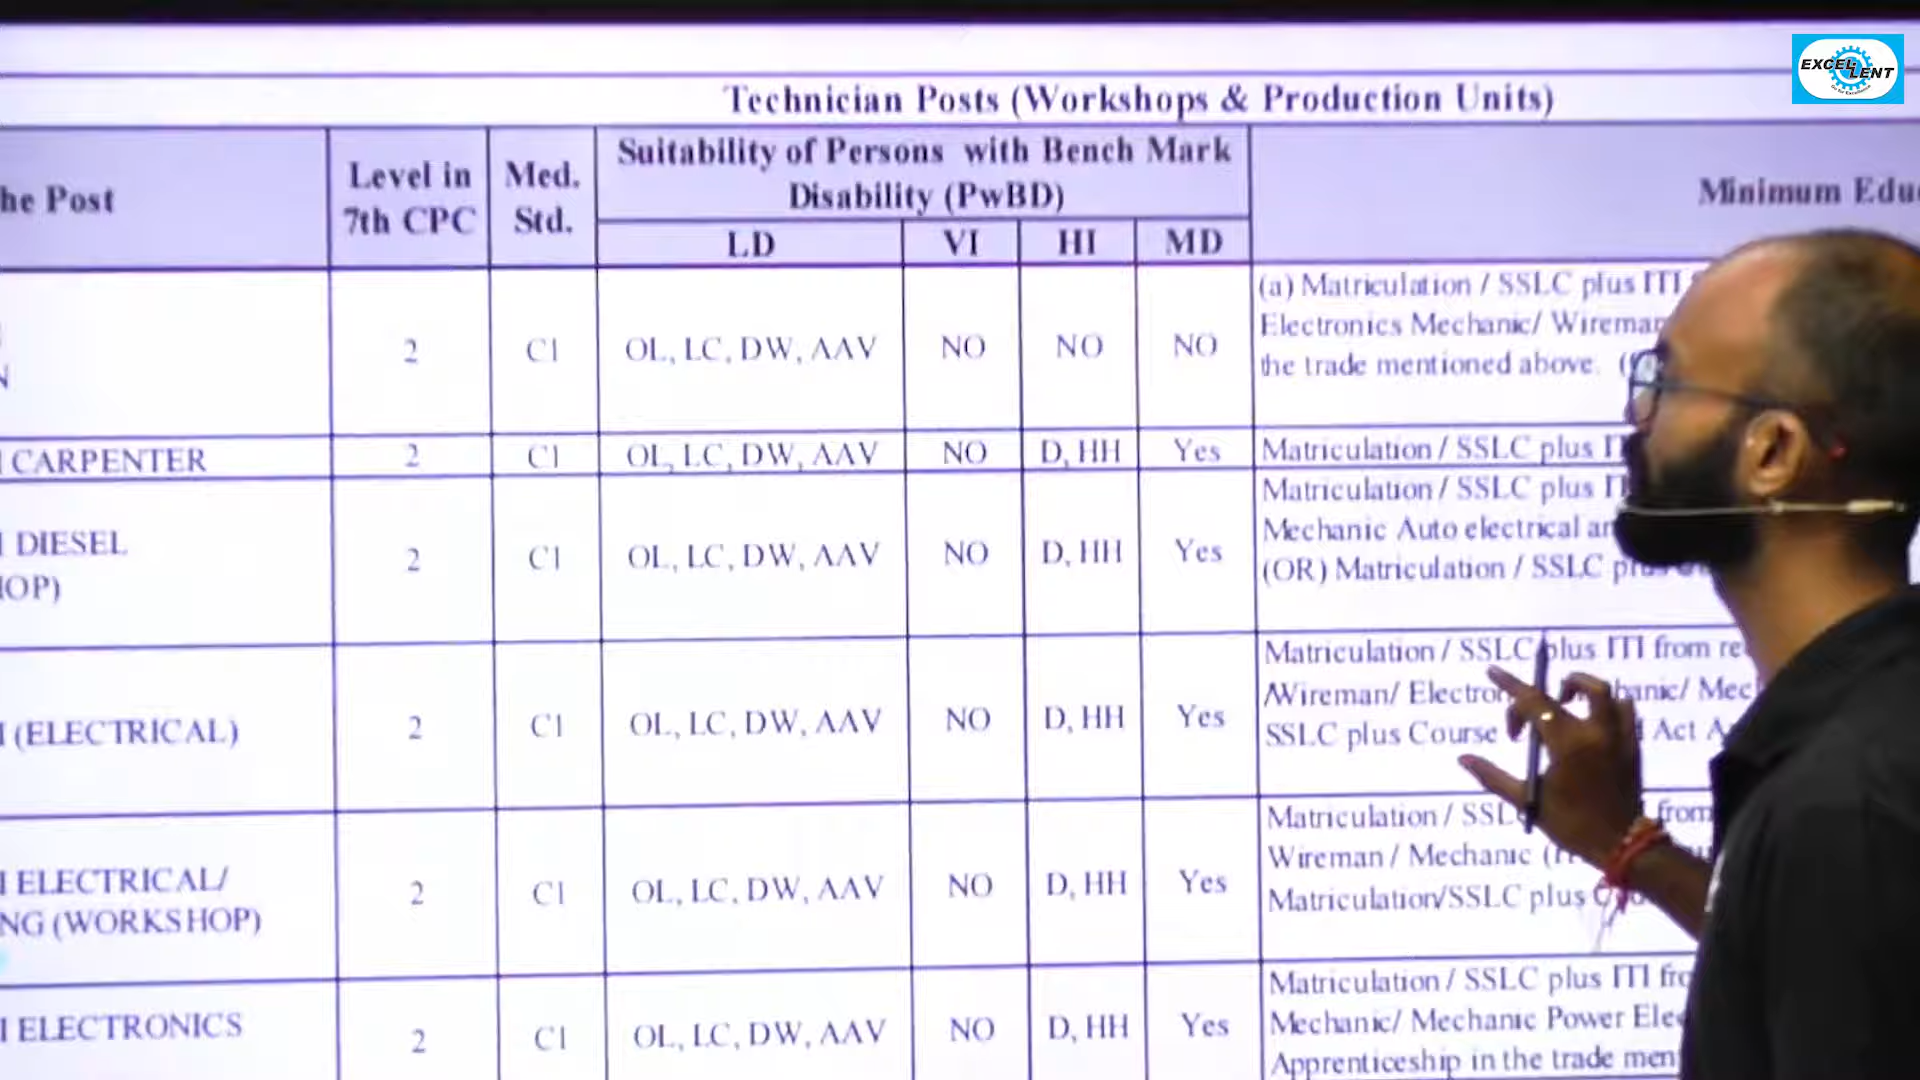 EXCELLENT
Technician Posts (Workshops & Production Units)
he Post
Level in
7th CPC
Med.
Std.
Suitability of Persons with Bench Mark
Disability (PwBD)
LD VI HI MD
Minimum Edu
N 2 C1 OL, LC, DW, AAV NO NO NO
(a) Matriculation / SSLC plus ITI
Electronics Mechanic/ Wireman
the trade mentioned above.
CARPENTER 2 C1 OL, LC, DW, AAV NO D, HH Yes Matriculation / SSLC plus
DIESEL
OP) 2 C1 OL, LC, DW, AAV NO D, HH Yes
Matriculation / SSLC plus
Mechanic Auto electrical
(OR) Matriculation / SSLC
(ELECTRICAL) 2 C1 OL, LC, DW, AAV NO D, HH Yes
Matriculation / SSLC plus ITI from re
/Wireman/ Mec
SSLC plus Course Act
ELECTRICAL/
NG (WORKSHOP) 2 C1 OL, LC, DW, AAV NO D, HH Yes
Matriculation / from
Wireman / Mechanic
Matriculation/SSLC plus
ELECTRONICS 2 C1 OL, LC, DW, AAV NO D, HH Yes
Matriculation / SSLC plus ITI
Mechanic/ Mechanic Power Ele
Apprenticeship in the trade men